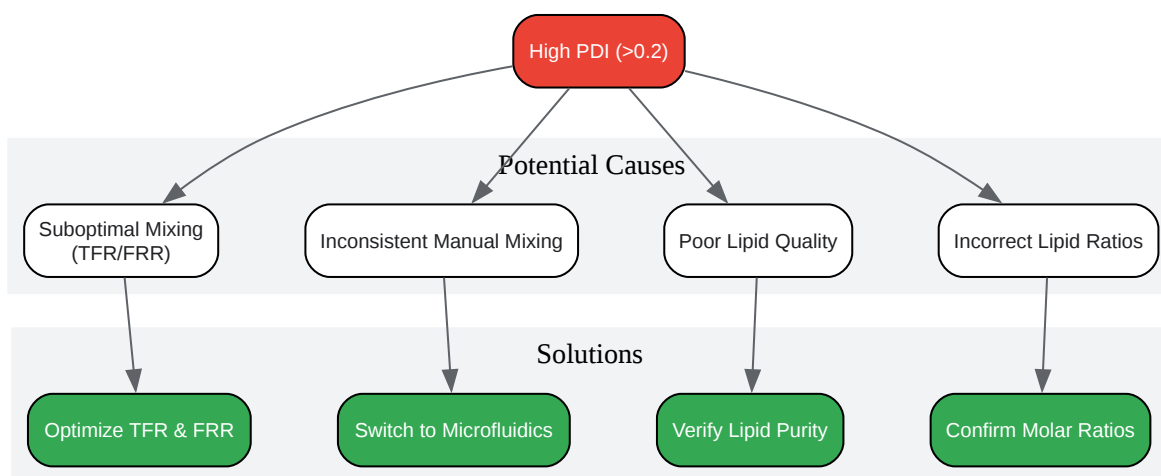 High PDI (>0.2)
Potential Causes
Suboptimal Mixing
(TFR/FRR)
Inconsistent Manual Mixing
Poor Lipid Quality
Incorrect Lipid Ratios
Solutions
Optimize TFR & FRR
Switch to Microfluidics
Verify Lipid Purity
Confirm Molar Ratios